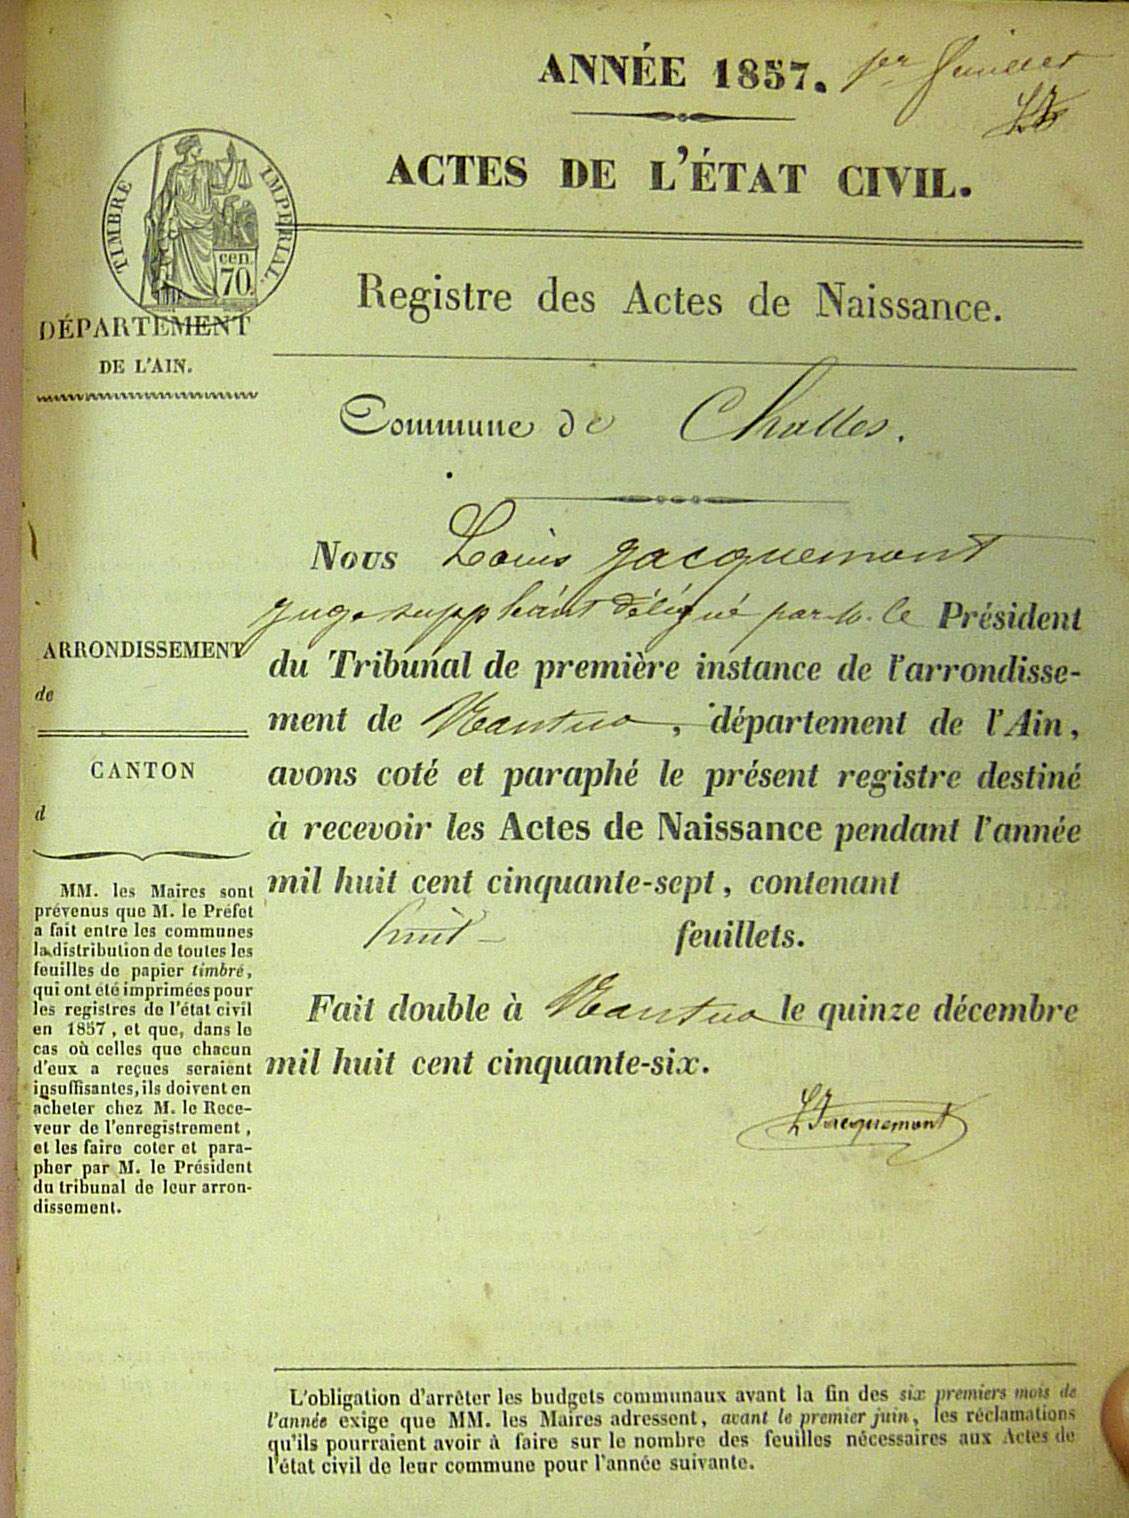 ANNÉE 1857. 1er feuillet
LJ
ACTES DE L'ÉTAT CIVIL.
TIMBRE IMPERIAL.
cen.
70.
Registre des Actes de Naissance.
DÉPARTEMENT
DE L'AIN.
Commune de Challes.
Nous Louis Jacquemont
juge suppléant délégué par M. le Président
du Tribunal de première instance de l'arrondisse-
ment de Nantua, département de l'Ain,
avons coté et paraphé le présent registre destiné
à recevoir les Actes de Naissance pendant l'année
mil huit cent cinquante-sept, contenant
huit feuillets.
Fait double à Nantua le quinze décembre
mil huit cent cinquante-six.
LJacquemont
ARRONDISSEMENT
de
CANTON
d
MM. les Maires sont
prévenus que M. le Préfet
a fait entre les communes
la distribution de toutes les
feuilles de papier timbré,
qui ont été imprimées pour
les registres de l'état civil
en 1857, et que, dans le
cas où celles que chacun
d'eux a reçues seraient
insuffisantes, ils doivent en
acheter chez M. le Rece-
veur de l'enregistrement,
et les faire coter et para-
pher par M. le Président
du tribunal de leur arron-
dissement.
L'obligation d'arrêter les budgets communaux avant la fin des six premiers mois de
l'année exige que MM. les Maires adressent, avant le premier juin, les réclamations
qu'ils pourraient avoir à faire sur le nombre des feuilles nécessaires aux Actes de
l'état civil de leur commune pour l'année suivante.